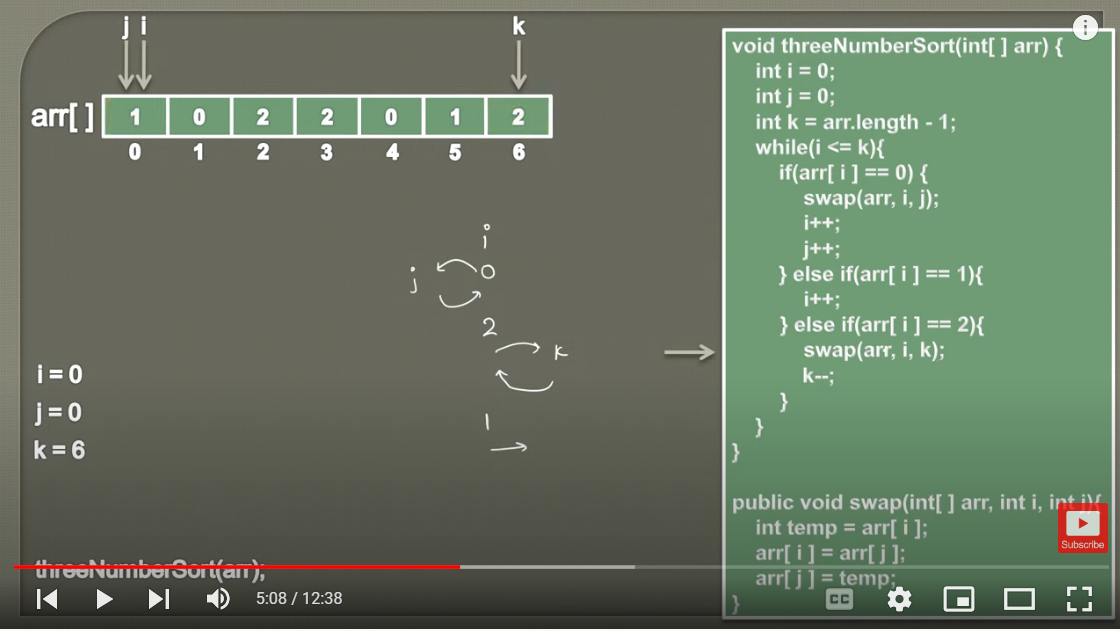 j i k
arr[ ] 1 0 2 2 0 1 2
0 1 2 3 4 5 6
i
j 0
2
k
1
i = 0
j = 0
k = 6
threeNumberSort(arr);
void threeNumberSort(int[ ] arr) {
int i = 0;
int j = 0;
int k = arr.length - 1;
while(i <= k){
if(arr[ i ] == 0) {
swap(arr, i, j);
i++;
j++;
} else if(arr[ i ] == 1){
i++;
} else if(arr[ i ] == 2){
swap(arr, i, k);
k--;
}
}
}
public void swap(int[ ] arr, int i, int j){
int temp = arr[ i ];
arr[ i ] = arr[ j ];
arr[ j ] = temp;
}
Subscribe
5:08 / 12:38
CC